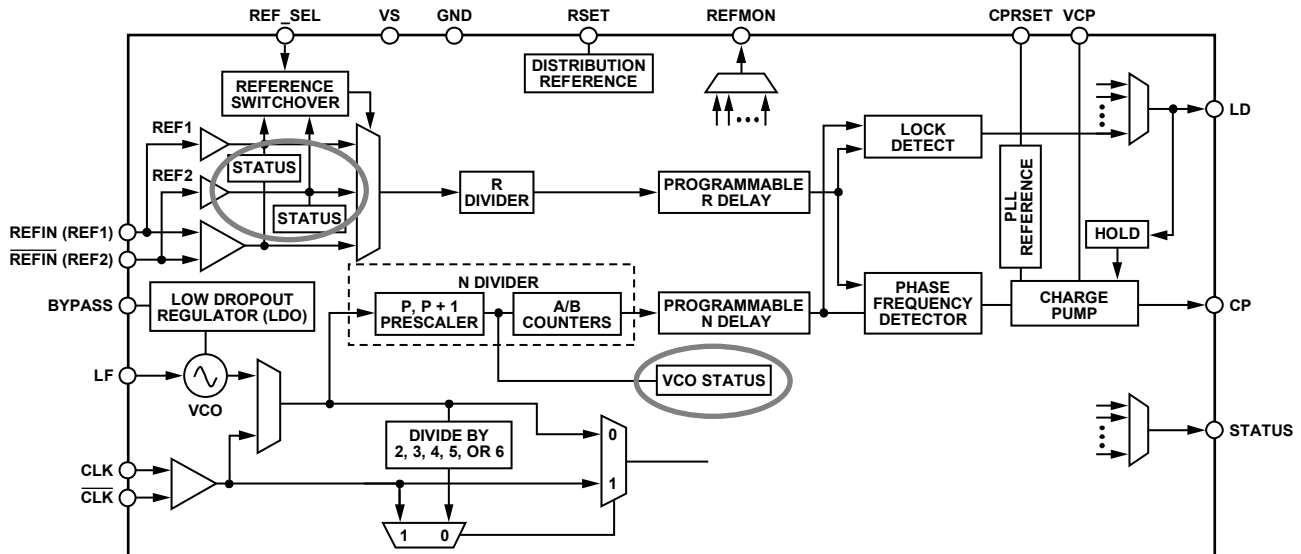 REF_SEL
VS
GND
RSET
REFMON
CPRSET
VCP
DISTRIBUTION
REFERENCE
REFERENCE
SWITCHOVER
REF1
STATUS
REF2
STATUS
R
DIVIDER
PROGRAMMABLE
R DELAY
LOCK
DETECT
LD
PLL
REFERENCE
HOLD
REFIN (REF1)
REFIN (REF2)
BYPASS
LOW DROPOUT
REGULATOR (LDO)
N DIVIDER
P, P + 1
PRESCALER
A/B
COUNTERS
PROGRAMMABLE
N DELAY
PHASE
FREQUENCY
DETECTOR
CHARGE
PUMP
CP
LF
VCO
VCO STATUS
DIVIDE BY
2, 3, 4, 5, OR 6
0
1
STATUS
CLK
CLK
1 0